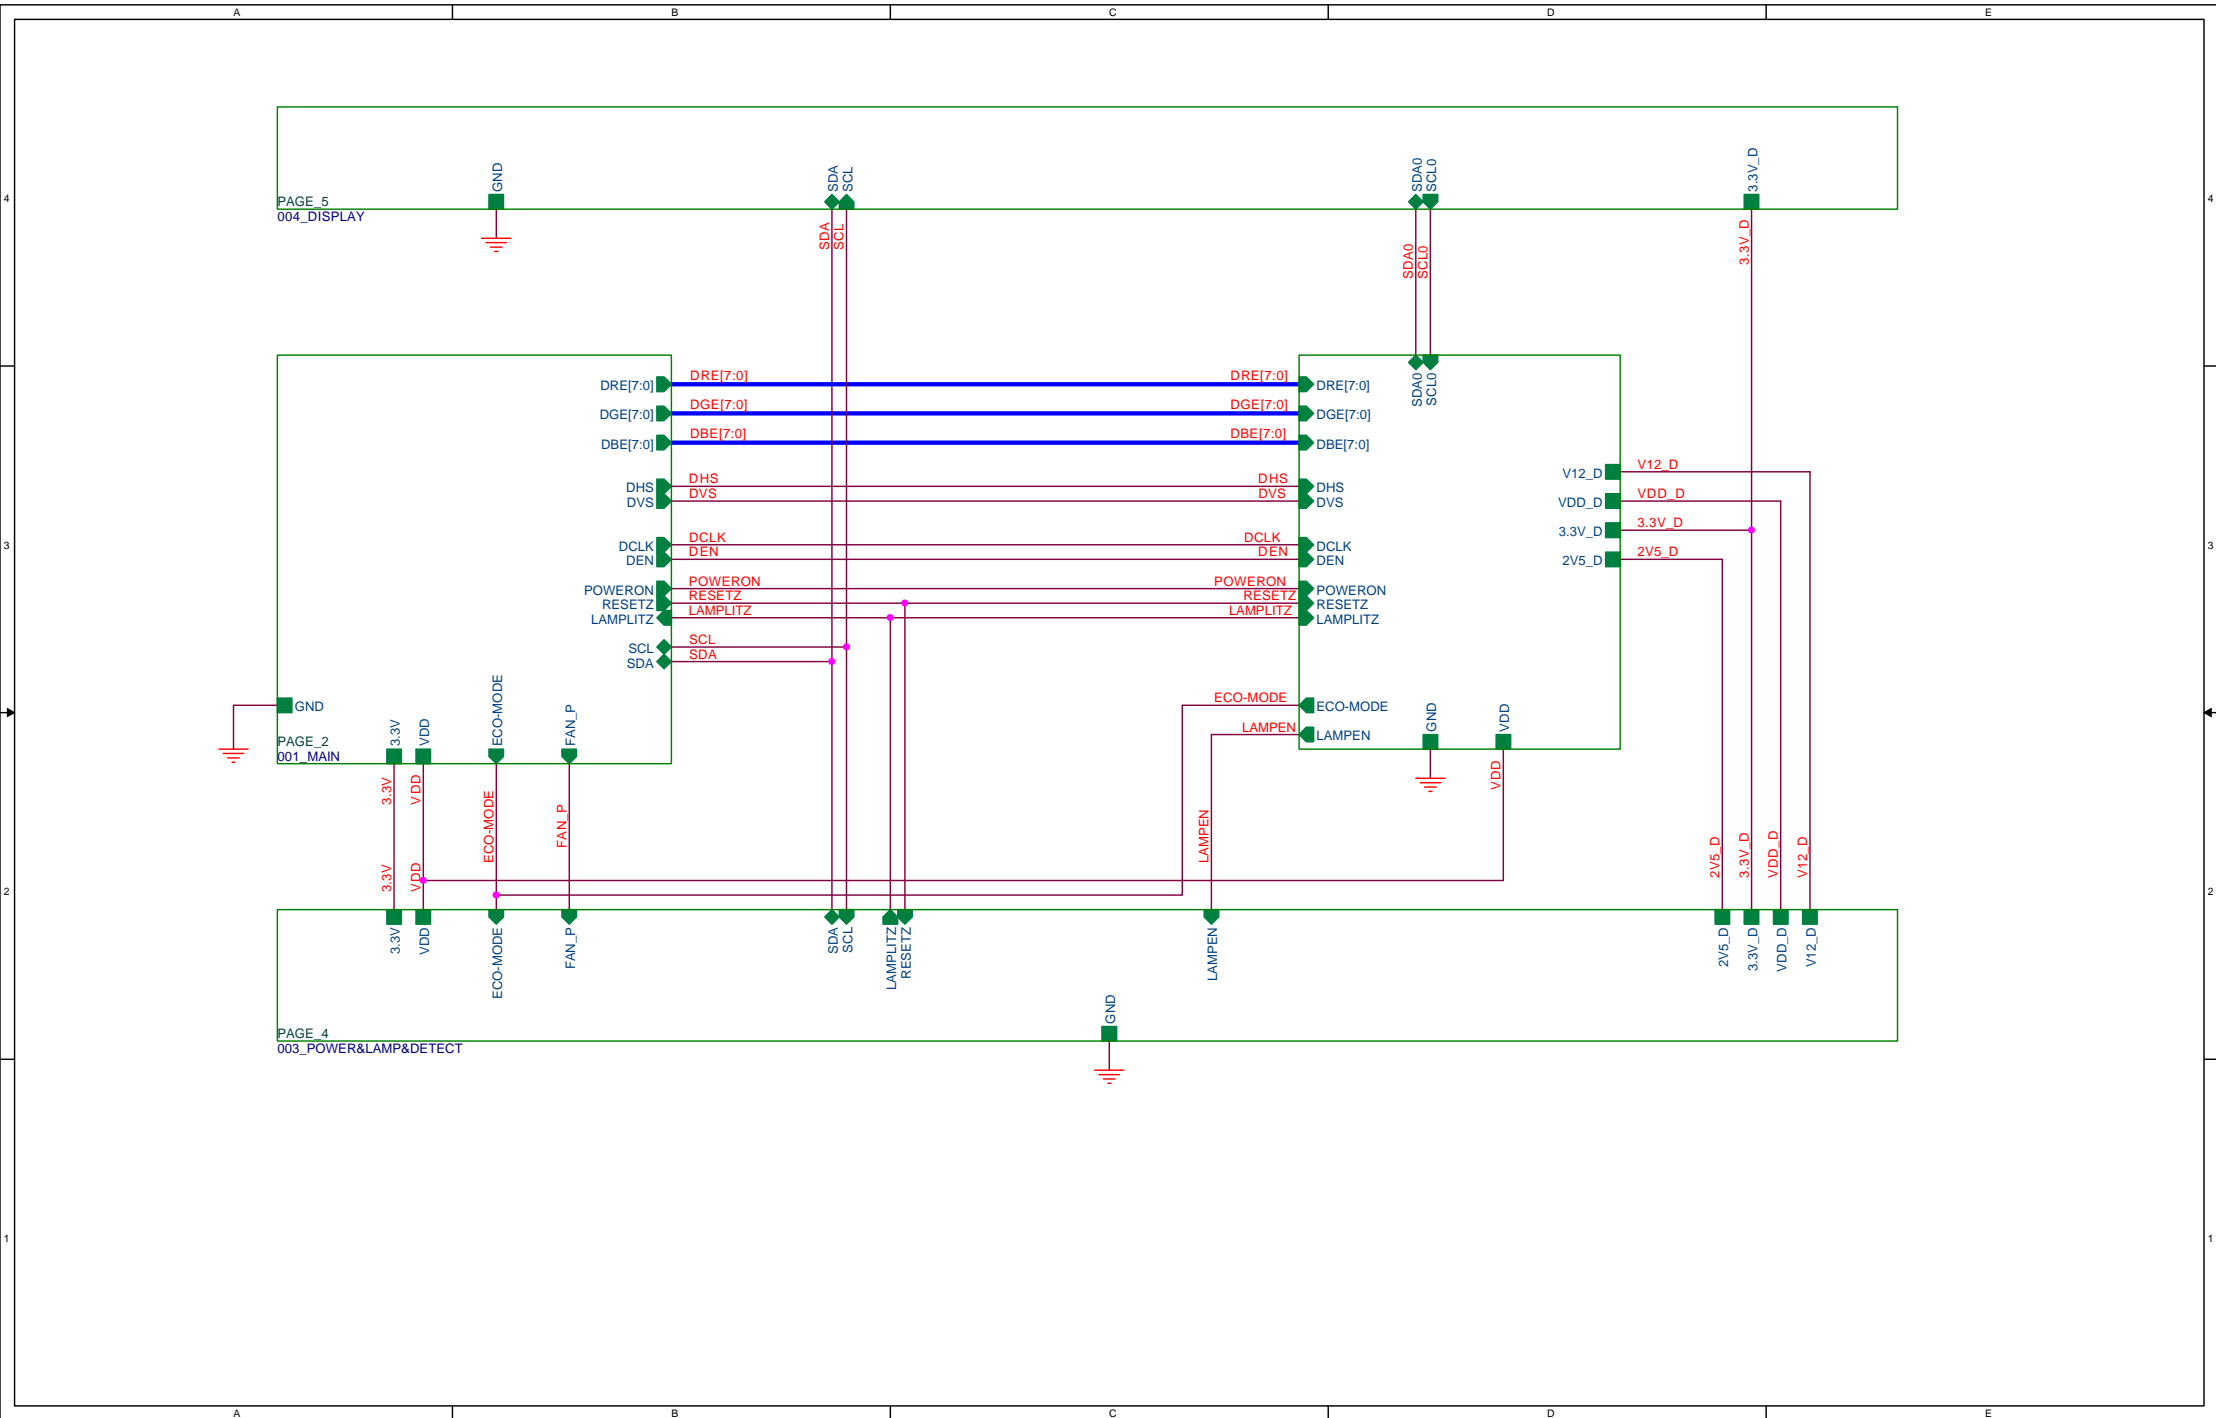 A B C D E
GND
SDA
SCL
SDA0
SCL0
3.3V_D
4 4
PAGE_5
004_DISPLAY
SDA
SCL
SDA0
SCL0
3.3V_D
DRE[7:0] DRE[7:0] DRE[7:0] DRE[7:0]
SDA0
SCL0
DGE[7:0] DGE[7:0] DGE[7:0] DGE[7:0]
DBE[7:0] DBE[7:0] DBE[7:0] DBE[7:0]
V12_D V12_D
DHS DHS DHS DHS
DVS DVS DVS DVS
VDD_D VDD_D
3.3V_D 3.3V_D
3 3
DCLK DCLK DCLK DCLK
DEN DEN DEN DEN
2V5_D 2V5_D
POWERON POWERON POWERON POWERON
RESETZ RESETZ RESETZ RESETZ
LAMPLITZ LAMPLITZ LAMPLITZ LAMPLITZ
SCL SCL
SDA SDA
GND
3.3V
VDD
ECO-MODE
FAN_P
ECO-MODE ECO-MODE
LAMPEN LAMPEN
GND
VDD
PAGE_2
001_MAIN
3.3V
VDD
ECO-MODE
FAN_P
LAMPEN
VDD
3.3V
VDD
2V5_D
3.3V_D
VDD_D
V12_D
2 2
3.3V
VDD
ECO-MODE
FAN_P
SDA
SCL
LAMPLITZ
RESETZ
LAMPEN
2V5_D
3.3V_D
VDD_D
V12_D
GND
PAGE_4
003_POWER&LAMP&DETECT
1 1
A B C D E